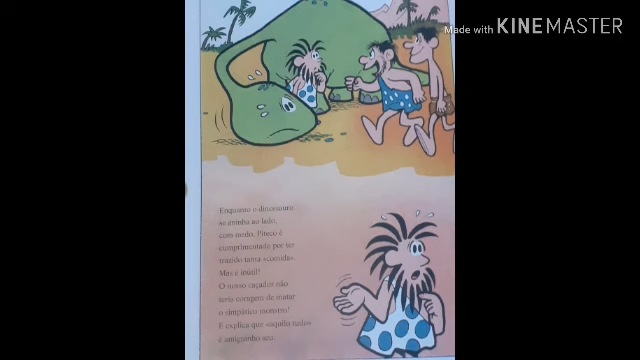 Made with KINEMASTER
Enquanto o dinossauro
se aninha ao lado,
com medo, Piteco é
cumprimentado por ter
trazido tanta «comida».
Mas é inútil!
O nosso caçador não
teria coragem de matar
o simpático monstro!
E explica que «aquilo tudo»
é amiguinho seu.